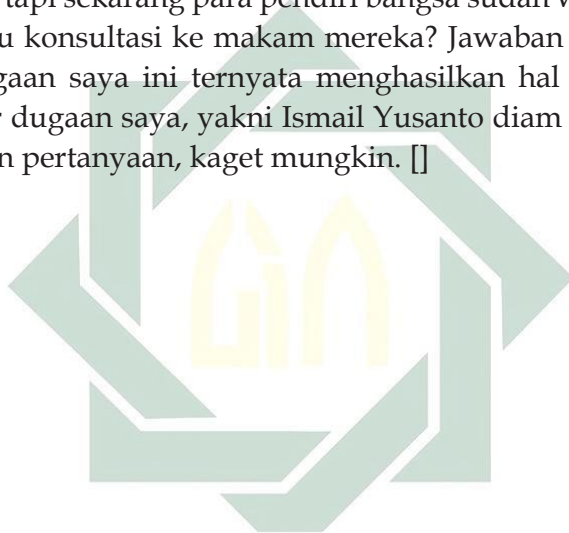 tapi sekarang para pendiri bangsa sudah
u konsultasi ke makam mereka? Jawaban
gaan saya ini ternyata menghasilkan hal
dugaan saya, yakni Ismail Yusanto diam
n pertanyaan, kaget mungkin. []